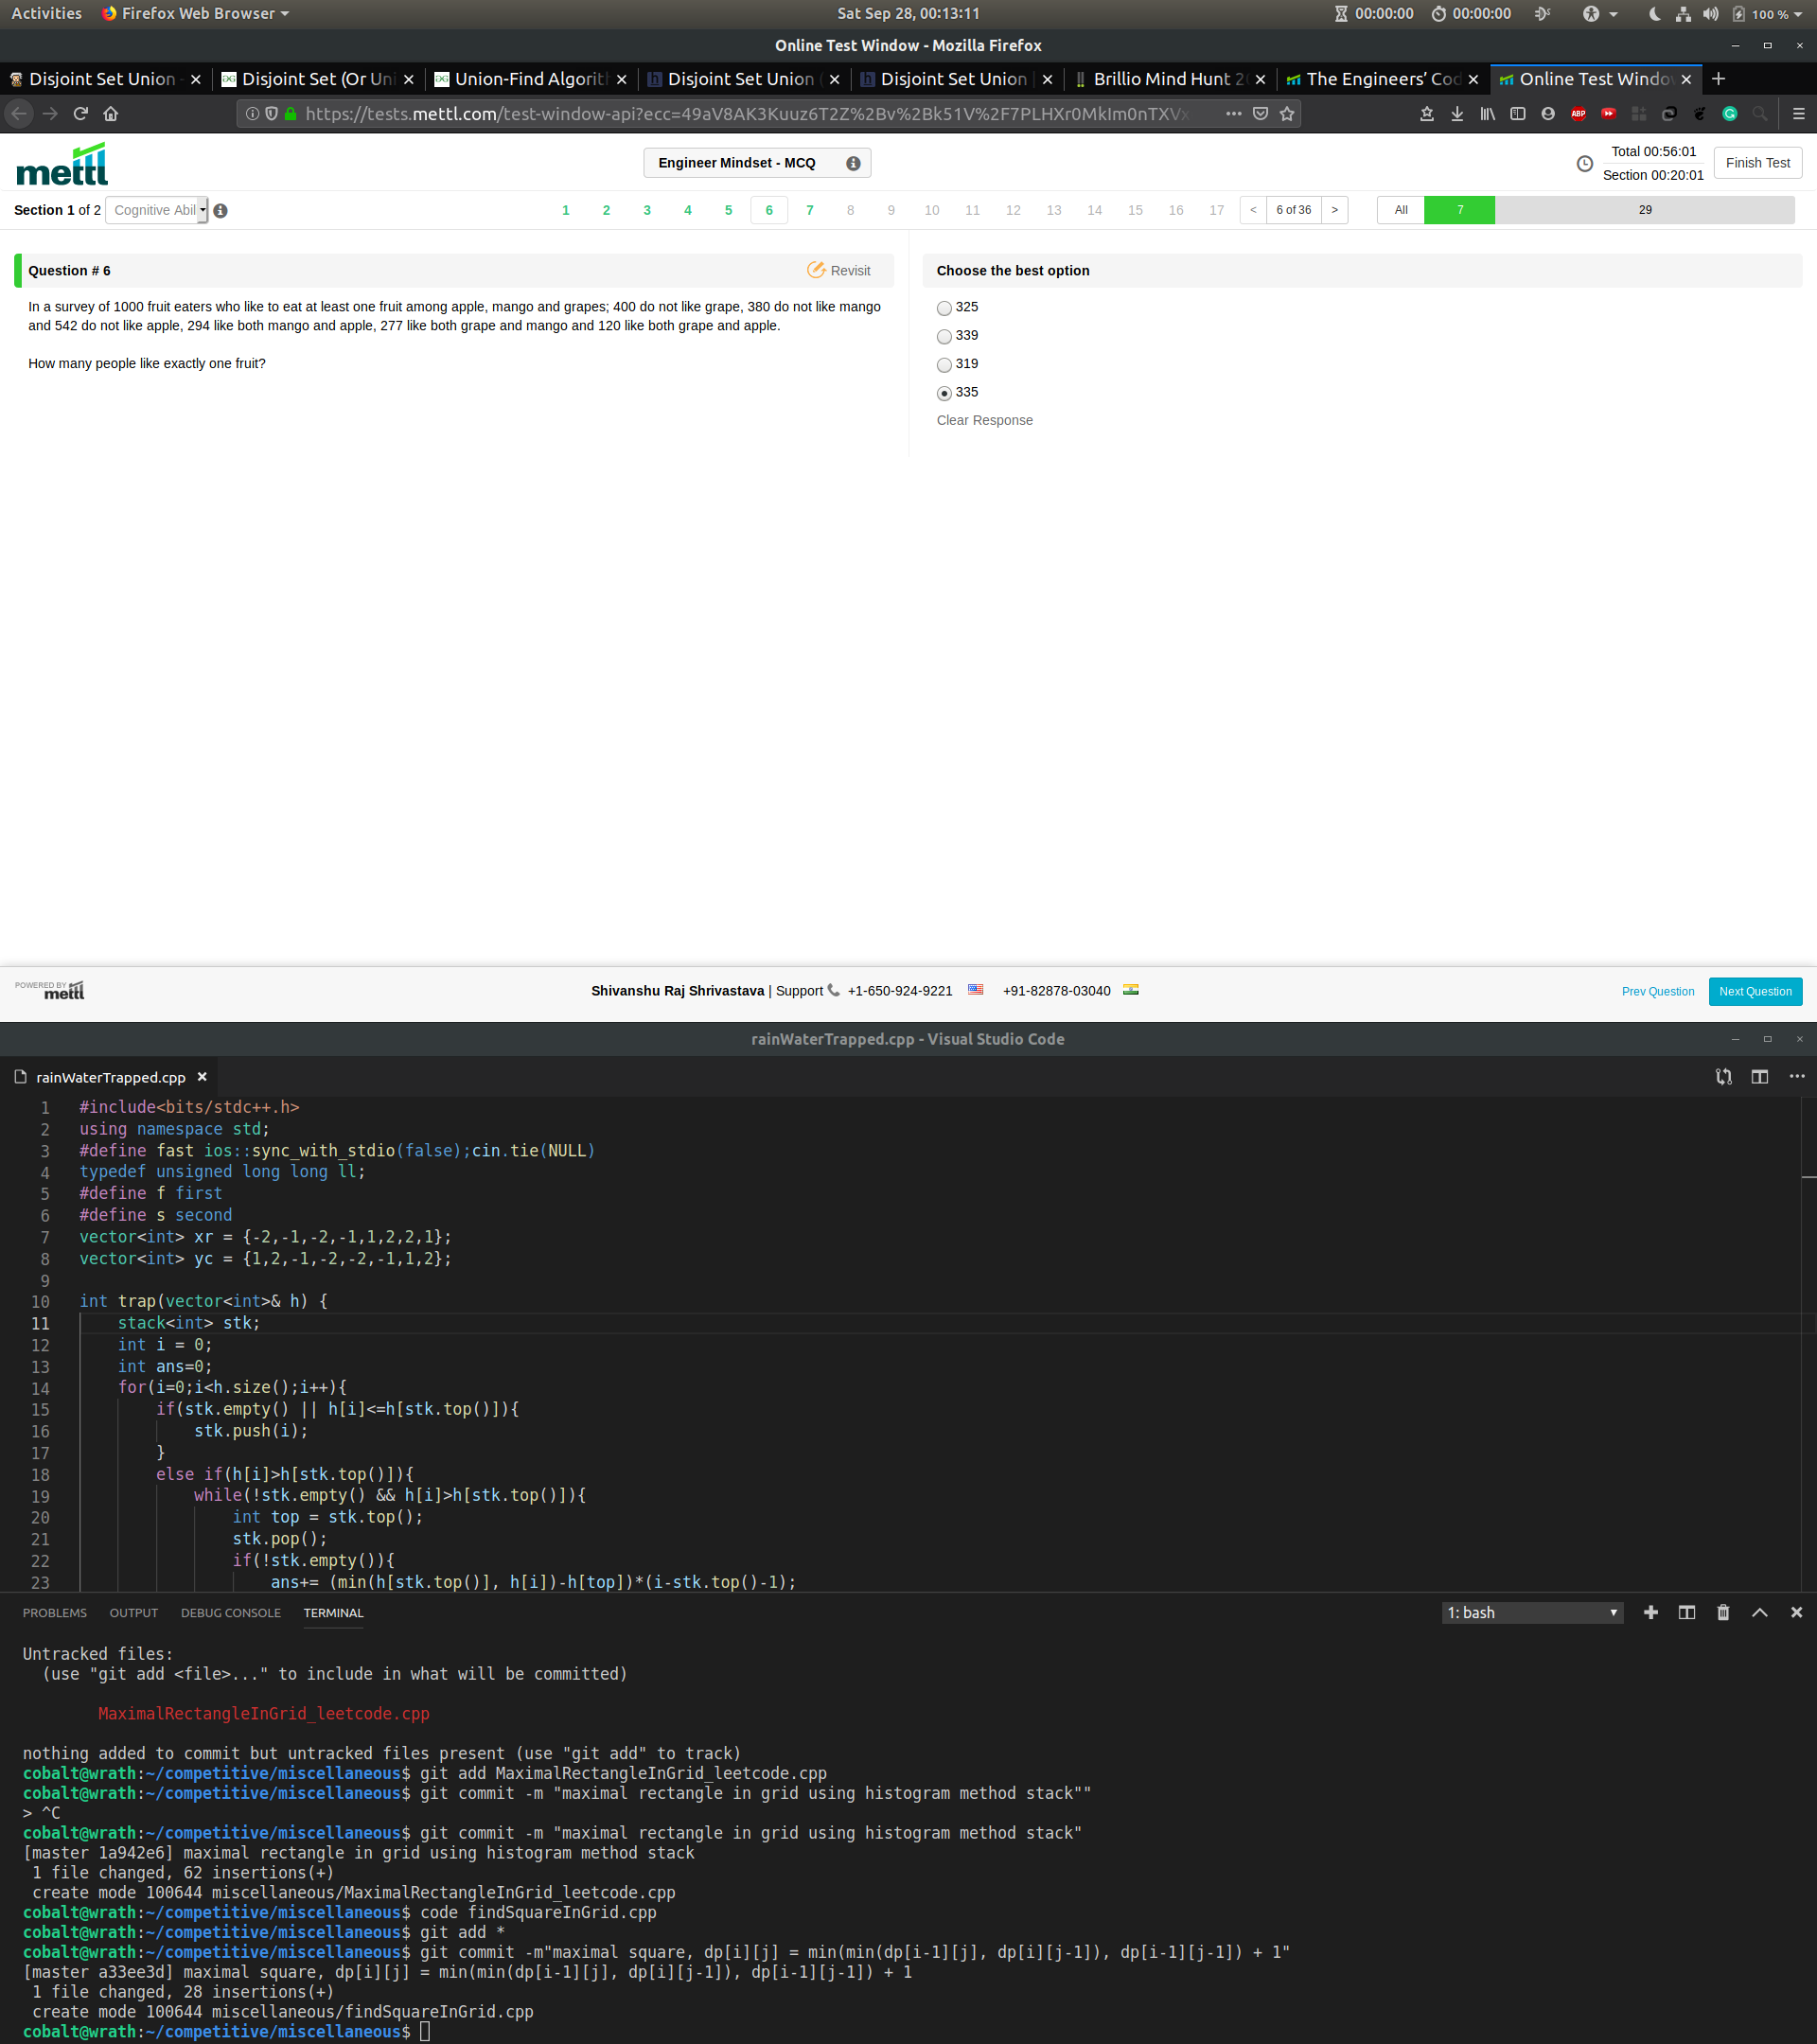 Activities Firefox Web Browser Sat Sep 28, 00:13:11 00:00:00 00:00:00 100 %
Online Test Window - Mozilla Firefox
Disjoint Set Union - Disjoint Set (Or Uni Union-Find Algorit Disjoint Set Union ( Disjoint Set Union | Brillio Mind Hunt 20 The Engineers’ Cod Online Test Window
https://tests.mettl.com/test-window-api?ecc=49aV8AK3Kuuz6T2Z%2Bv%2Bk51V%2F7PLHXr0MkIm0nTXVx
mettl Engineer Mindset - MCQ Total 00:56:01 Section 00:20:01 Finish Test
Section 1 of 2 Cognitive Abil 1 2 3 4 5 6 7 8 9 10 11 12 13 14 15 16 17 < 6 of 36 > All 7 29
Question # 6 Revisit
In a survey of 1000 fruit eaters who like to eat at least one fruit among apple, mango and grapes; 400 do not like grape, 380 do not like mango
and 542 do not like apple, 294 like both mango and apple, 277 like both grape and mango and 120 like both grape and apple.
How many people like exactly one fruit?
Choose the best option
325
339
319
335
Clear Response
POWERED BY mettl Shivanshu Raj Shrivastava | Support +1-650-924-9221 +91-82878-03040 Prev Question Next Question
rainWaterTrapped.cpp - Visual Studio Code
rainWaterTrapped.cpp
1 #include<bits/stdc++.h>
2 using namespace std;
3 #define fast ios::sync_with_stdio(false);cin.tie(NULL)
4 typedef unsigned long long ll;
5 #define f first
6 #define s second
7 vector<int> xr = {-2,-1,-2,-1,1,2,2,1};
8 vector<int> yc = {1,2,-1,-2,-2,-1,1,2};
9
10 int trap(vector<int>& h) {
11 stack<int> stk;
12 int i = 0;
13 int ans=0;
14 for(i=0;i<h.size();i++){
15 if(stk.empty() || h[i]<=h[stk.top()]){
16 stk.push(i);
17 }
18 else if(h[i]>h[stk.top()]){
19 while(!stk.empty() && h[i]>h[stk.top()]){
20 int top = stk.top();
21 stk.pop();
22 if(!stk.empty()){
23 ans+= (min(h[stk.top()], h[i])-h[top])*(i-stk.top()-1);
PROBLEMS OUTPUT DEBUG CONSOLE TERMINAL 1: bash
Untracked files:
(use "git add <file>..." to include in what will be committed)
MaximalRectangleInGrid_leetcode.cpp
nothing added to commit but untracked files present (use "git add" to track)
cobalt@wrath:~/competitive/miscellaneous$ git add MaximalRectangleInGrid_leetcode.cpp
cobalt@wrath:~/competitive/miscellaneous$ git commit -m "maximal rectangle in grid using histogram method stack""
> ^C
cobalt@wrath:~/competitive/miscellaneous$ git commit -m "maximal rectangle in grid using histogram method stack"
[master 1a942e6] maximal rectangle in grid using histogram method stack
1 file changed, 62 insertions(+)
create mode 100644 miscellaneous/MaximalRectangleInGrid_leetcode.cpp
cobalt@wrath:~/competitive/miscellaneous$ code findSquareInGrid.cpp
cobalt@wrath:~/competitive/miscellaneous$ git add *
cobalt@wrath:~/competitive/miscellaneous$ git commit -m"maximal square, dp[i][j] = min(min(dp[i-1][j], dp[i][j-1]), dp[i-1][j-1]) + 1"
[master a33ee3d] maximal square, dp[i][j] = min(min(dp[i-1][j], dp[i][j-1]), dp[i-1][j-1]) + 1
1 file changed, 28 insertions(+)
create mode 100644 miscellaneous/findSquareInGrid.cpp
cobalt@wrath:~/competitive/miscellaneous$